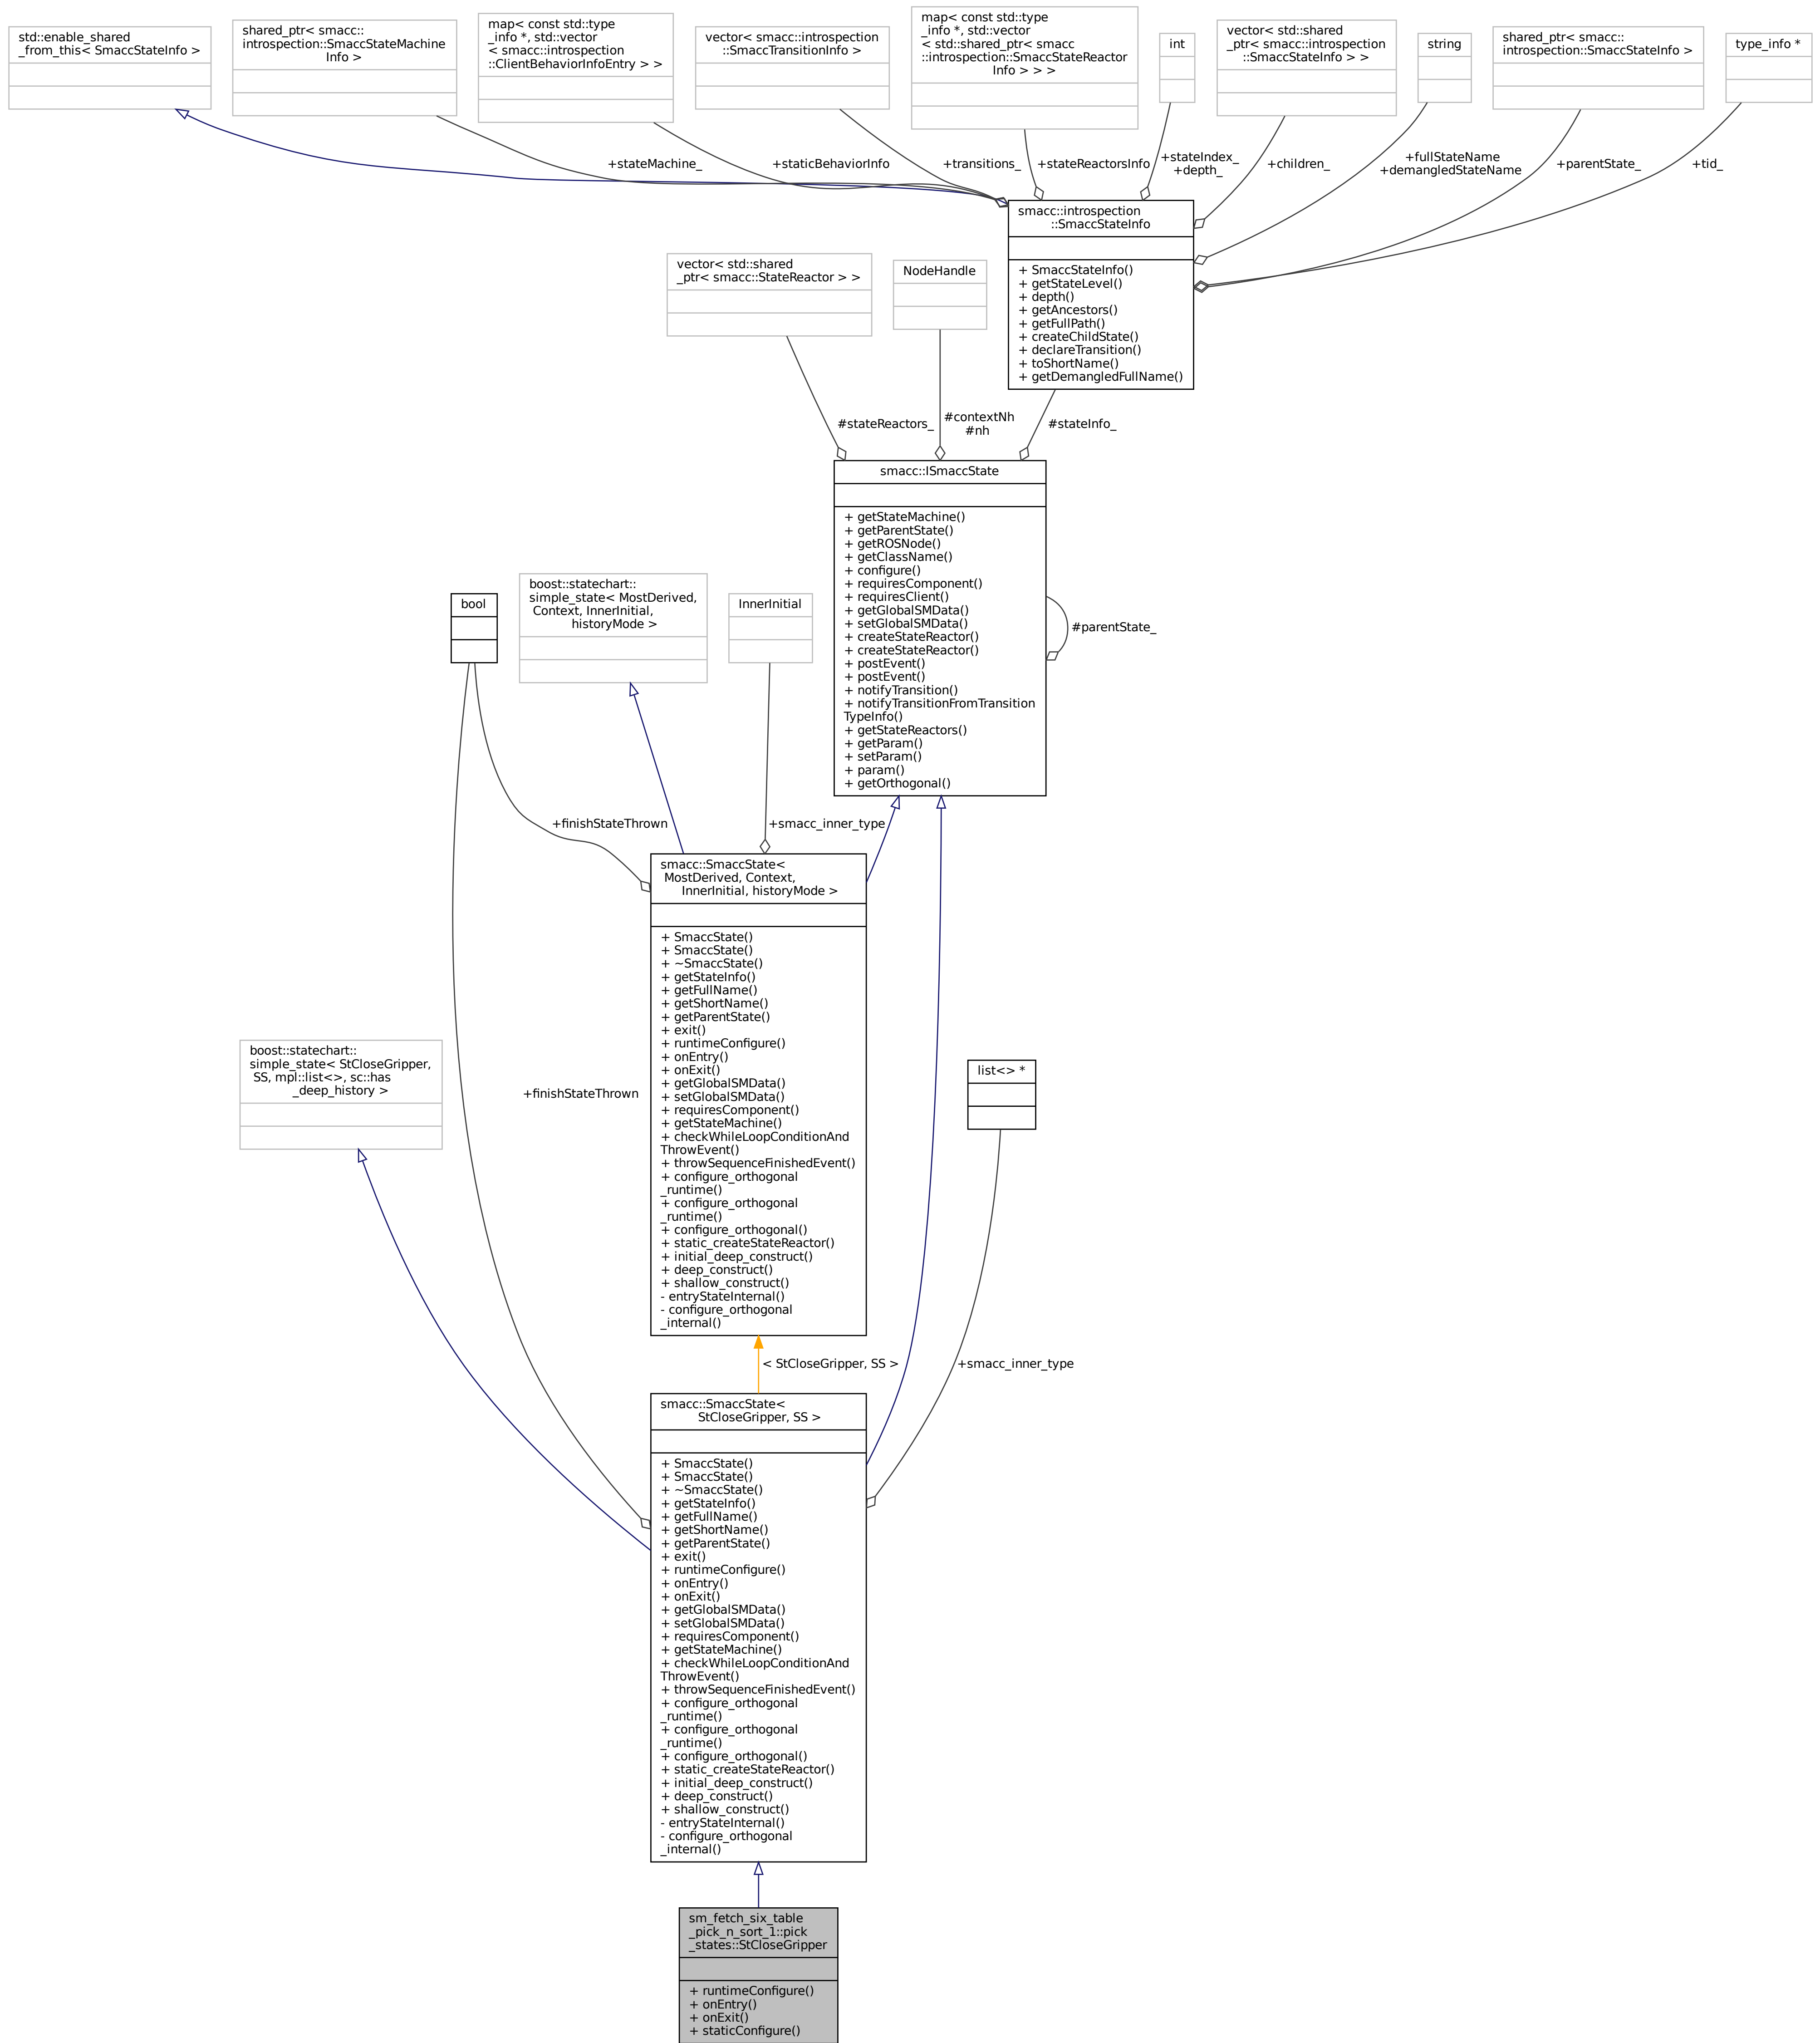 std::enable_shared
_from_this< SmaccStateInfo >
shared_ptr< smacc::
introspection::SmaccStateMachine
Info >
map< const std::type
_info *, std::vector
< smacc::introspection
::ClientBehaviorInfoEntry > >
vector< smacc::introspection
::SmaccTransitionInfo >
map< const std::type
_info *, std::vector
< std::shared_ptr< smacc
::introspection::SmaccStateReactor
Info > > >
int
vector< std::shared
_ptr< smacc::introspection
::SmaccStateInfo > >
string
shared_ptr< smacc::
introspection::SmaccStateInfo >
type_info *
+stateMachine_
+staticBehaviorInfo
+transitions_
+stateReactorsInfo
+stateIndex_
+depth_
+children_
+fullStateName
+demangledStateName
+parentState_
+tid_
smacc::introspection
::SmaccStateInfo
+ SmaccStateInfo()
+ getStateLevel()
+ depth()
+ getAncestors()
+ getFullPath()
+ createChildState()
+ declareTransition()
+ toShortName()
+ getDemangledFullName()
vector< std::shared
_ptr< smacc::StateReactor > >
NodeHandle
#stateReactors_
#contextNh
#nh
#stateInfo_
smacc::ISmaccState
+ getStateMachine()
+ getParentState()
+ getROSNode()
+ getClassName()
+ configure()
+ requiresComponent()
+ requiresClient()
+ getGlobalSMData()
+ setGlobalSMData()
+ createStateReactor()
+ createStateReactor()
+ postEvent()
+ postEvent()
+ notifyTransition()
+ notifyTransitionFromTransition
TypeInfo()
+ getStateReactors()
+ getParam()
+ setParam()
+ param()
+ getOrthogonal()
#parentState_
bool
boost::statechart::
simple_state< MostDerived,
Context, InnerInitial,
historyMode >
InnerInitial
+finishStateThrown
+smacc_inner_type
smacc::SmaccState<
MostDerived, Context,
InnerInitial, historyMode >
+ SmaccState()
+ SmaccState()
+ ~SmaccState()
+ getStateInfo()
+ getFullName()
+ getShortName()
+ getParentState()
+ exit()
+ runtimeConfigure()
+ onEntry()
+ onExit()
+ getGlobalSMData()
+ setGlobalSMData()
+ requiresComponent()
+ getStateMachine()
+ checkWhileLoopConditionAnd
ThrowEvent()
+ throwSequenceFinishedEvent()
+ configure_orthogonal
_runtime()
+ configure_orthogonal
_runtime()
+ configure_orthogonal()
+ static_createStateReactor()
+ initial_deep_construct()
+ deep_construct()
+ shallow_construct()
- entryStateInternal()
- configure_orthogonal
_internal()
boost::statechart::
simple_state< StCloseGripper,
SS, mpl::list<>, sc::has
_deep_history >
+finishStateThrown
list<> *
< StCloseGripper, SS >
+smacc_inner_type
smacc::SmaccState<
StCloseGripper, SS >
+ SmaccState()
+ SmaccState()
+ ~SmaccState()
+ getStateInfo()
+ getFullName()
+ getShortName()
+ getParentState()
+ exit()
+ runtimeConfigure()
+ onEntry()
+ onExit()
+ getGlobalSMData()
+ setGlobalSMData()
+ requiresComponent()
+ getStateMachine()
+ checkWhileLoopConditionAnd
ThrowEvent()
+ throwSequenceFinishedEvent()
+ configure_orthogonal
_runtime()
+ configure_orthogonal
_runtime()
+ configure_orthogonal()
+ static_createStateReactor()
+ initial_deep_construct()
+ deep_construct()
+ shallow_construct()
- entryStateInternal()
- configure_orthogonal
_internal()
sm_fetch_six_table
_pick_n_sort_1::pick
_states::StCloseGripper
+ runtimeConfigure()
+ onEntry()
+ onExit()
+ staticConfigure()